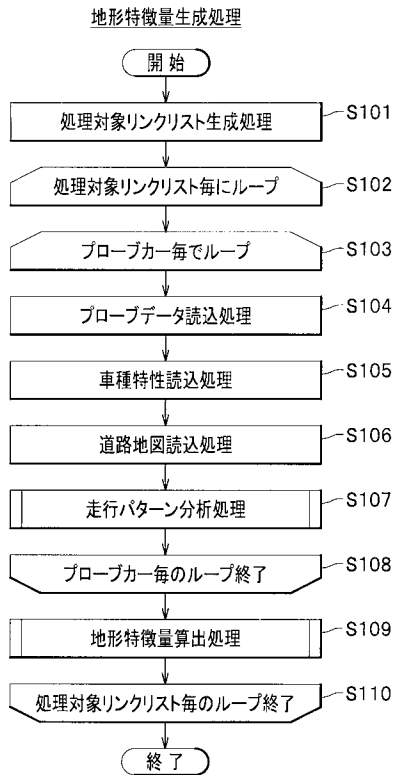 地形特徴量生成処理
開始
処理対象リンクリスト生成処理
S101
処理対象リンクリスト毎にループ
S102
プローブカー毎でループ
S103
プローブデータ読込処理
S104
車種特性読込処理
S105
道路地図読込処理
S106
走行パターン分析処理
S107
プローブカー毎のループ終了
S108
地形特徴量算出処理
S109
処理対象リンクリスト毎のループ終了
S110
終了